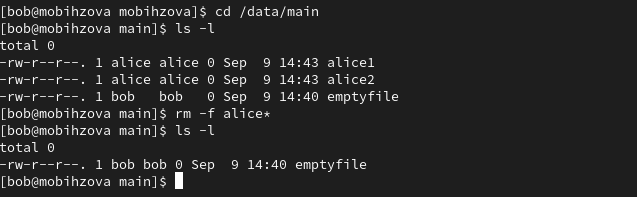 [bob@mobihzova mobihzova]$ cd /data/main
[bob@mobihzova main]$ ls -l
total 0
-rw-r--r--. 1 alice alice 0 Sep  9 14:43 alice1
-rw-r--r--. 1 alice alice 0 Sep  9 14:43 alice2
-rw-r--r--. 1 bob   bob   0 Sep  9 14:40 emptyfile
[bob@mobihzova main]$ rm -f alice*
[bob@mobihzova main]$ ls -l
total 0
-rw-r--r--. 1 bob bob 0 Sep  9 14:40 emptyfile
[bob@mobihzova main]$